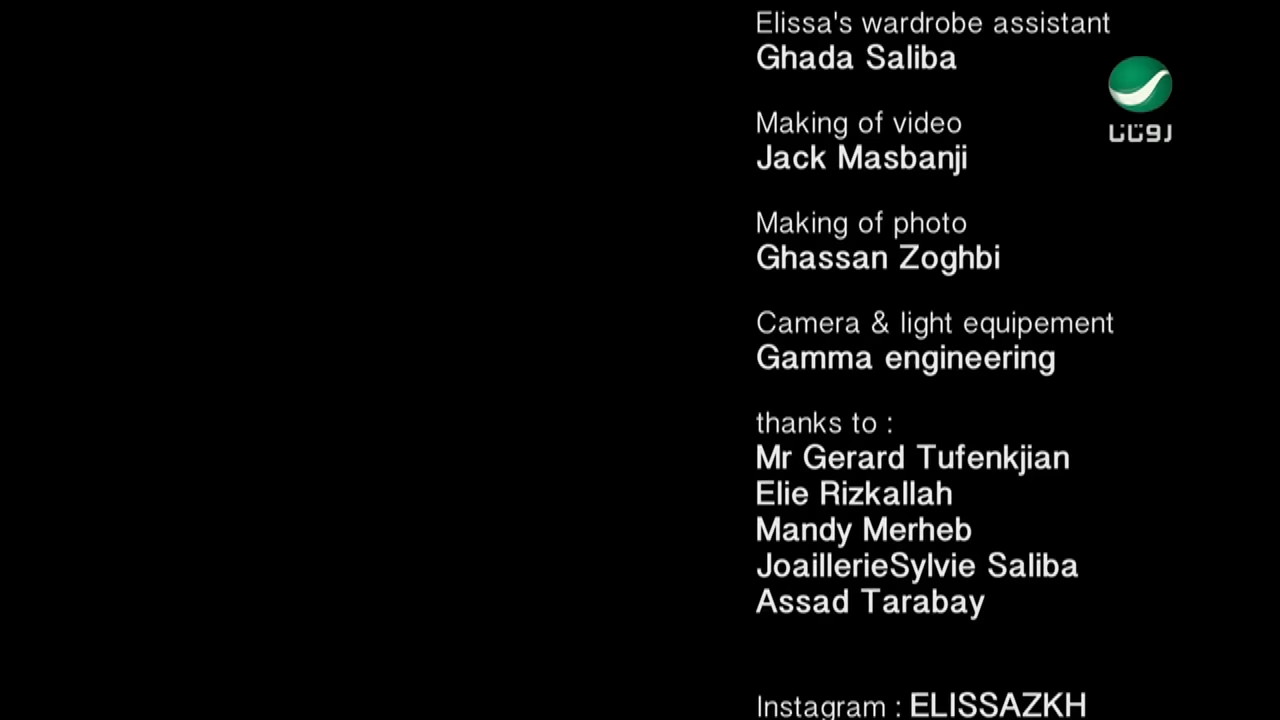 Elissa's wardrobe assistant
Ghada Saliba
روتانا
Making of video
Jack Masbanji
Making of photo
Ghassan Zoghbi
Camera & light equipement
Gamma engineering
thanks to :
Mr Gerard Tufenkjian
Elie Rizkallah
Mandy Merheb
JoaillerieSylvie Saliba
Assad Tarabay
Instagram : ELISSAZKH